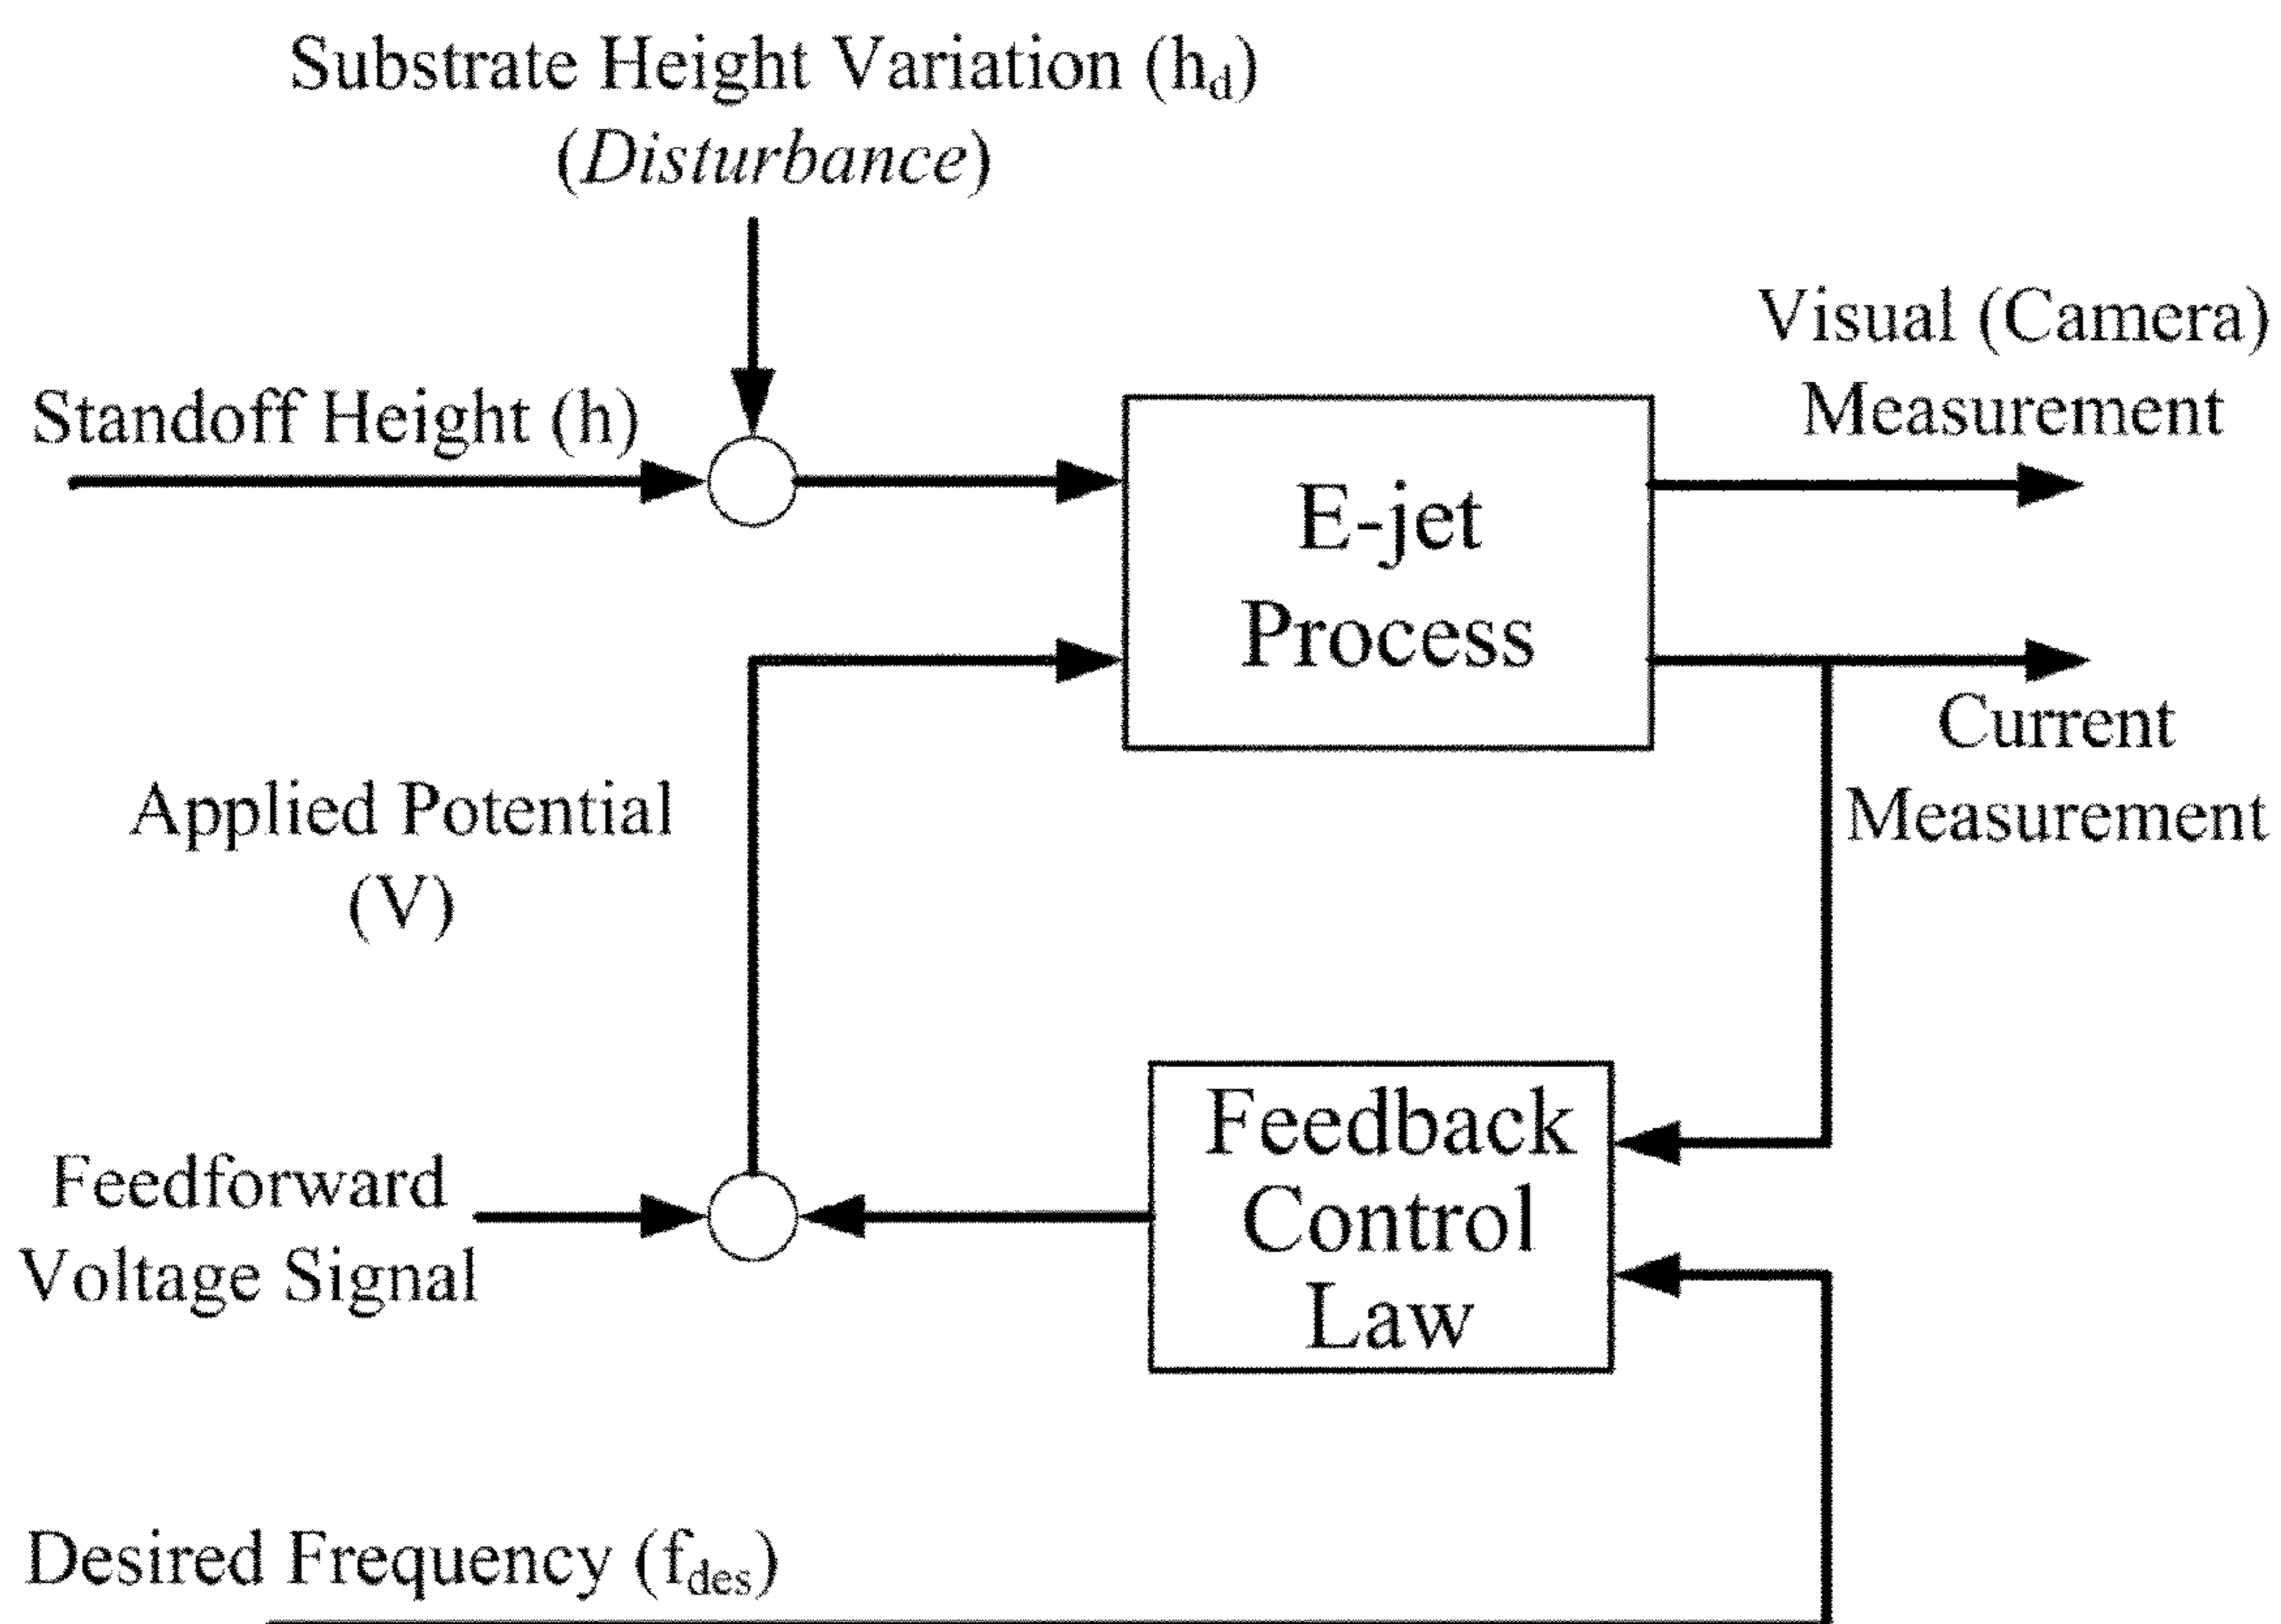 Substrate Height Variation (hd)
(Disturbance)
Standoff Height (h)
Visual (Camera)
Measurement
E-jet
Process
Current
Measurement
Applied Potential
(V)
Feedback
Control
Law
Feedforward
Voltage Signal
Desired Frequency (fdes)